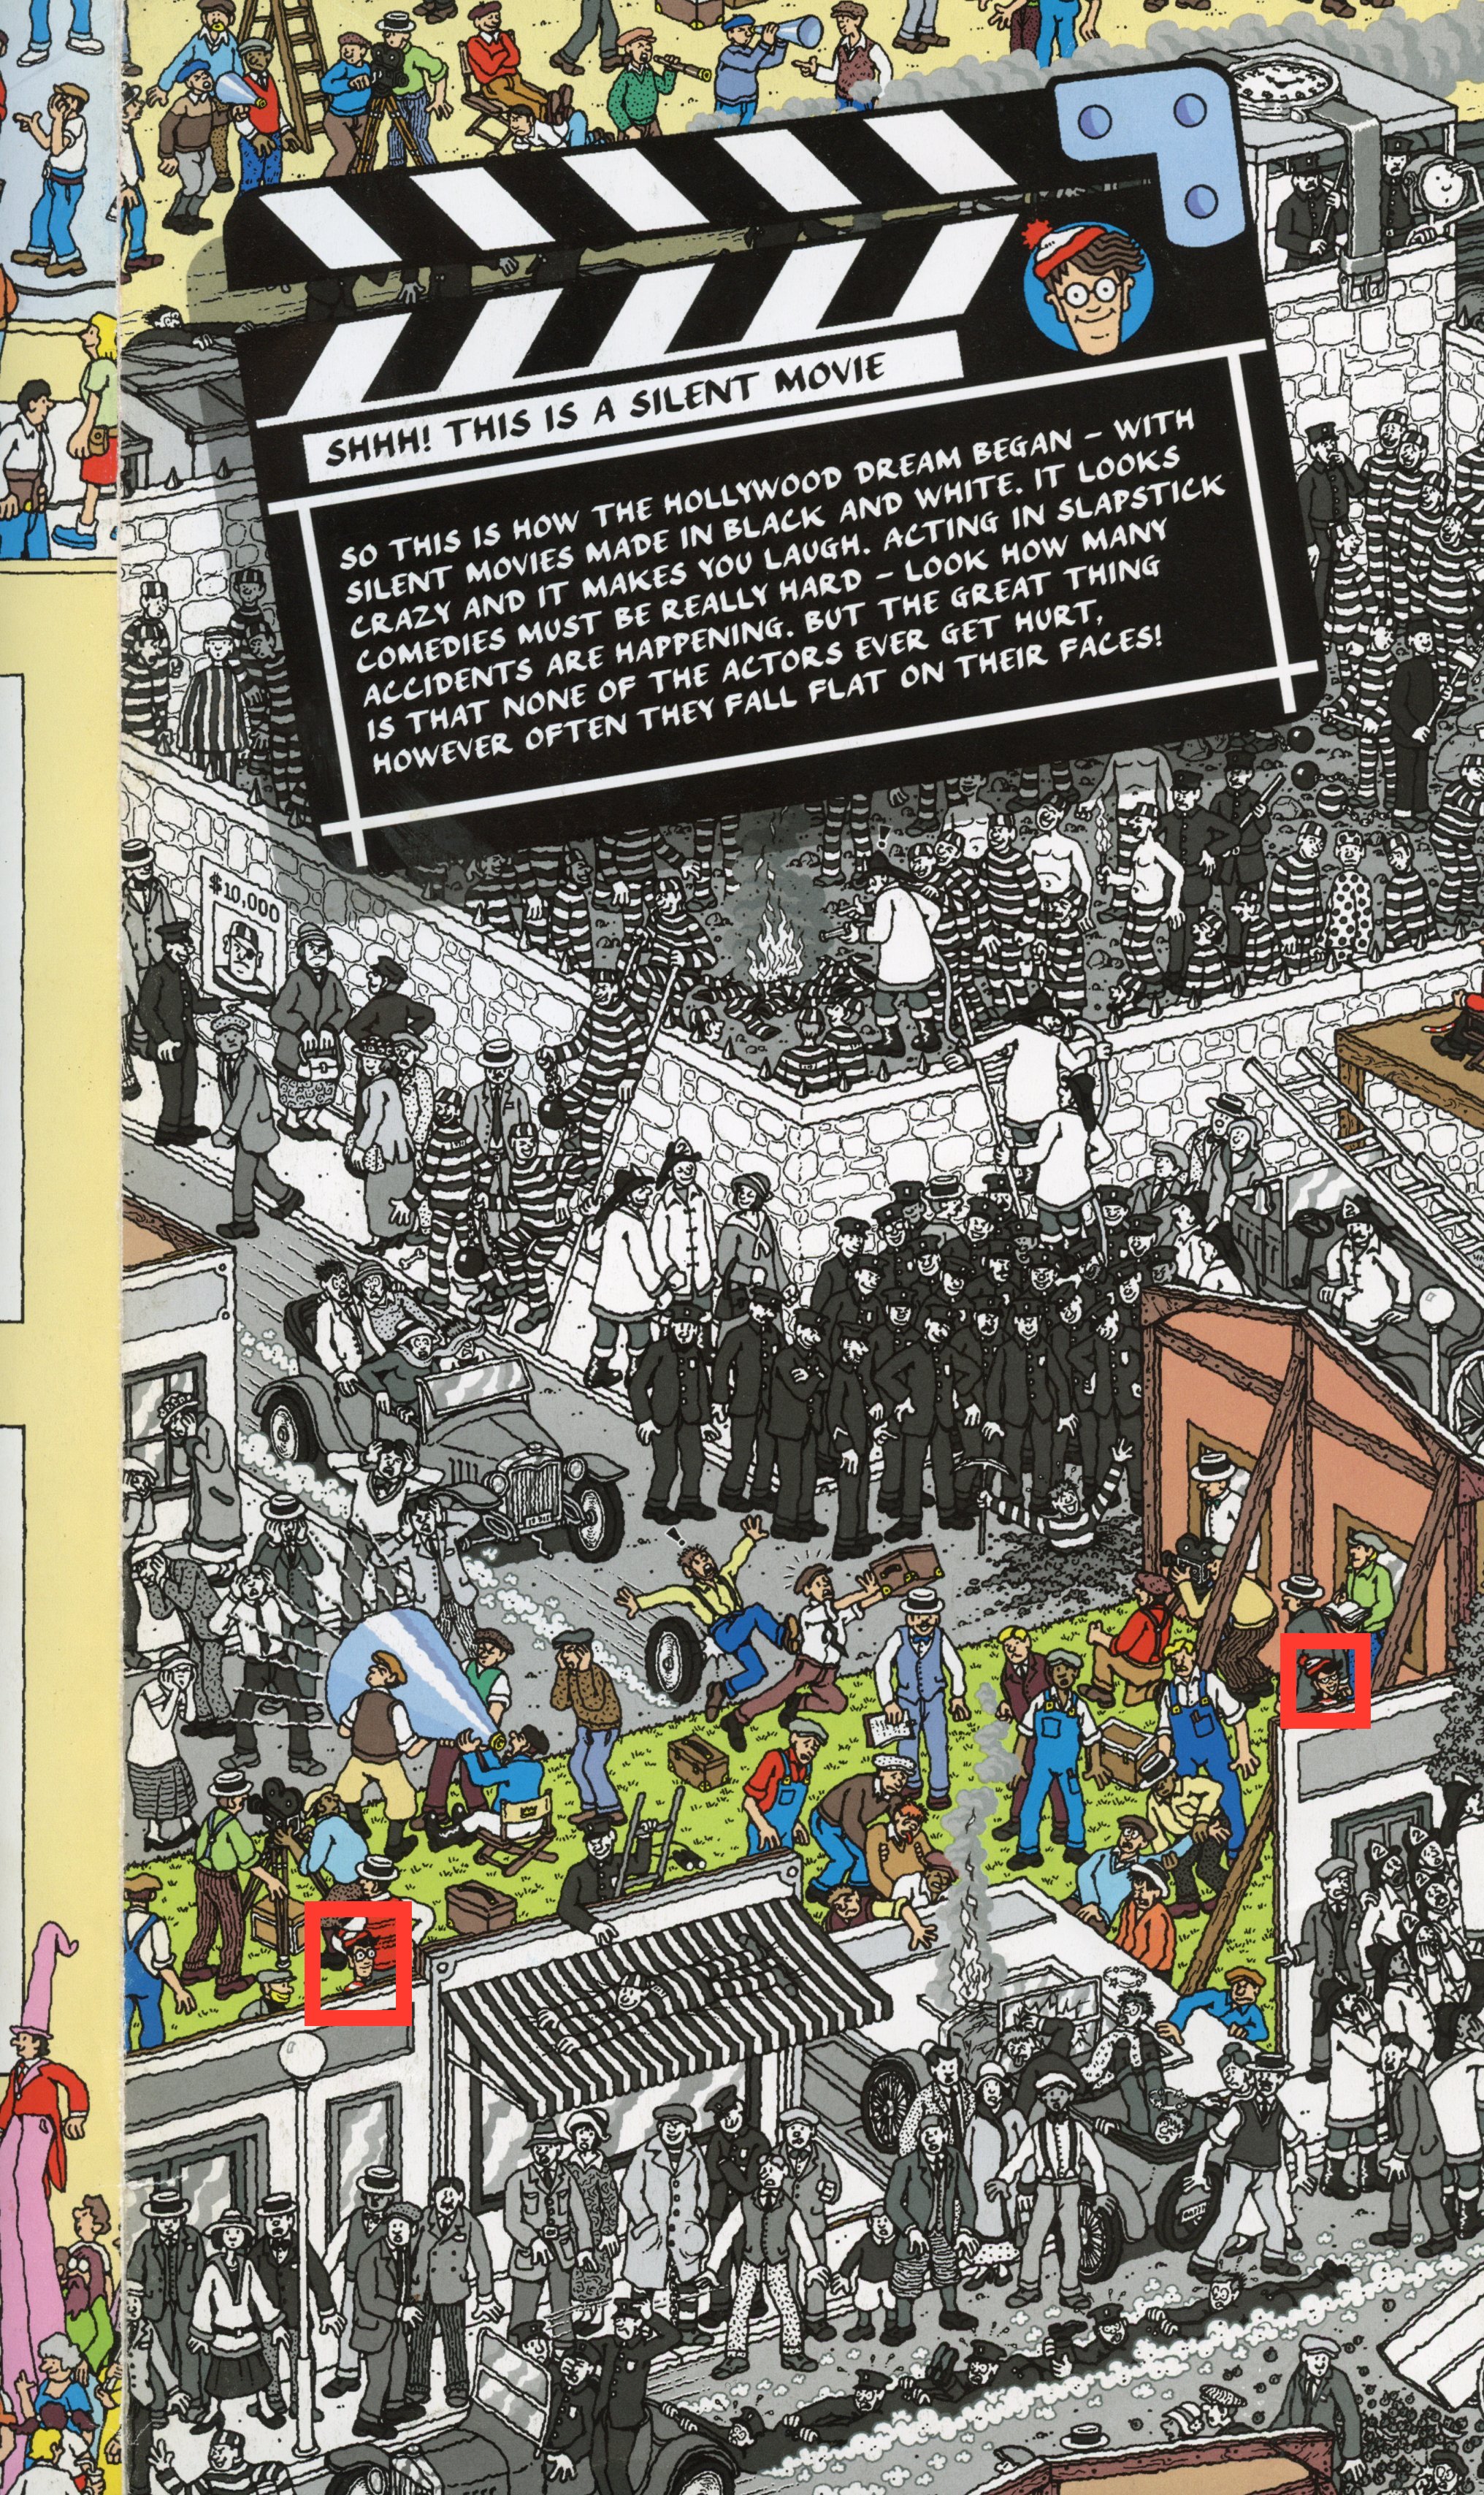 SHHH! THIS IS A SILENT MOVIE
SO THIS IS HOW THE HOLLYWOOD DREAM BEGAN – WITH
SILENT MOVIES MADE IN BLACK AND WHITE. IT LOOKS
CRAZY AND IT MAKES YOU LAUGH. ACTING IN SLAPSTICK
COMEDIES MUST BE REALLY HARD – LOOK HOW MANY
ACCIDENTS ARE HAPPENING. BUT THE GREAT THING
IS THAT NONE OF THE ACTORS EVER GET HURT,
HOWEVER OFTEN THEY FALL FLAT ON THEIR FACES!
$10,000